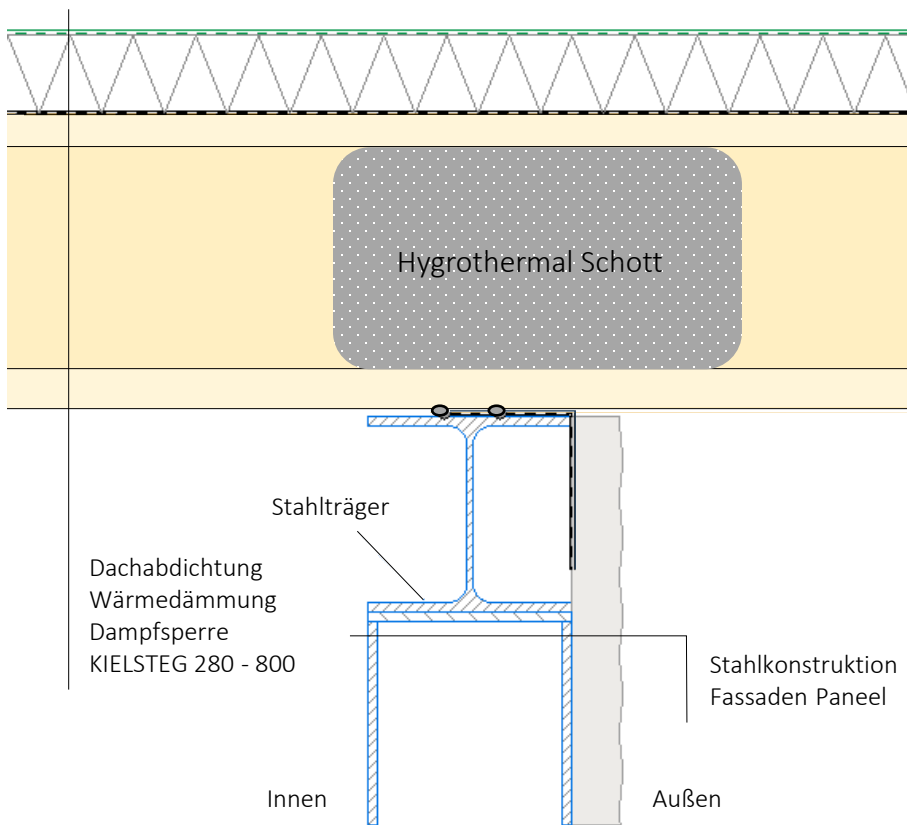 Hygrothermal Schott
Stahlträger
Dachabdichtung
Wärmedämmung
Dampfsperre
KIELSTEG 280 - 800
Stahlkonstruktion
Fassaden Paneel
Innen
Außen